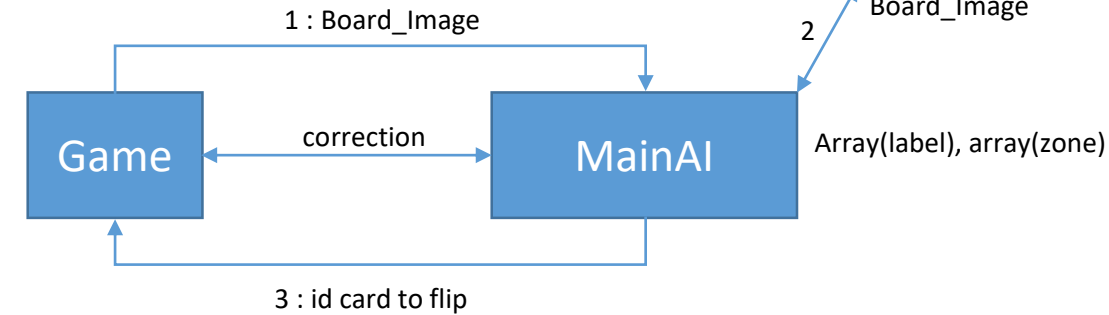 Board_Image
1 : Board_Image
2
correction
Game
MainAI
Array(label), array(zone)
3 : id card to flip